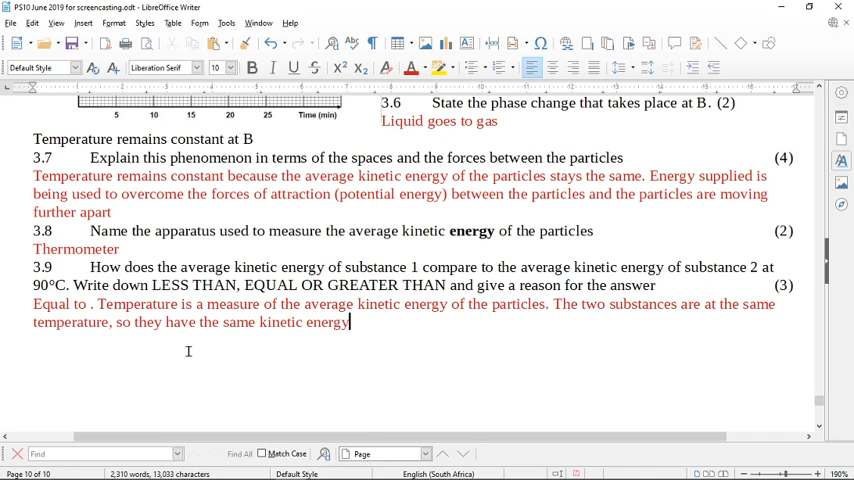 PS10 June 2019 for screencasting.odt - LibreOffice Writer
File Edit View Insert Format Styles Table Form Tools Window Help
Default Style Liberation Serif 10
5 10 15 20 25 Time (min)
3.6 State the phase change that takes place at B. (2)
Liquid goes to gas
Temperature remains constant at B
3.7 Explain this phenomenon in terms of the spaces and the forces between the particles (4)
Temperature remains constant because the average kinetic energy of the particles stays the same. Energy supplied is
being used to overcome the forces of attraction (potential energy) between the particles and the particles are moving
further apart
3.8 Name the apparatus used to measure the average kinetic energy of the particles (2)
Thermometer
3.9 How does the average kinetic energy of substance 1 compare to the average kinetic energy of substance 2 at
90°C. Write down LESS THAN, EQUAL OR GREATER THAN and give a reason for the answer (3)
Equal to . Temperature is a measure of the average kinetic energy of the particles. The two substances are at the same
temperature, so they have the same kinetic energy
Find Find All Match Case Page
Page 10 of 10 2,310 words, 13,033 characters Default Style English (South Africa) 190%